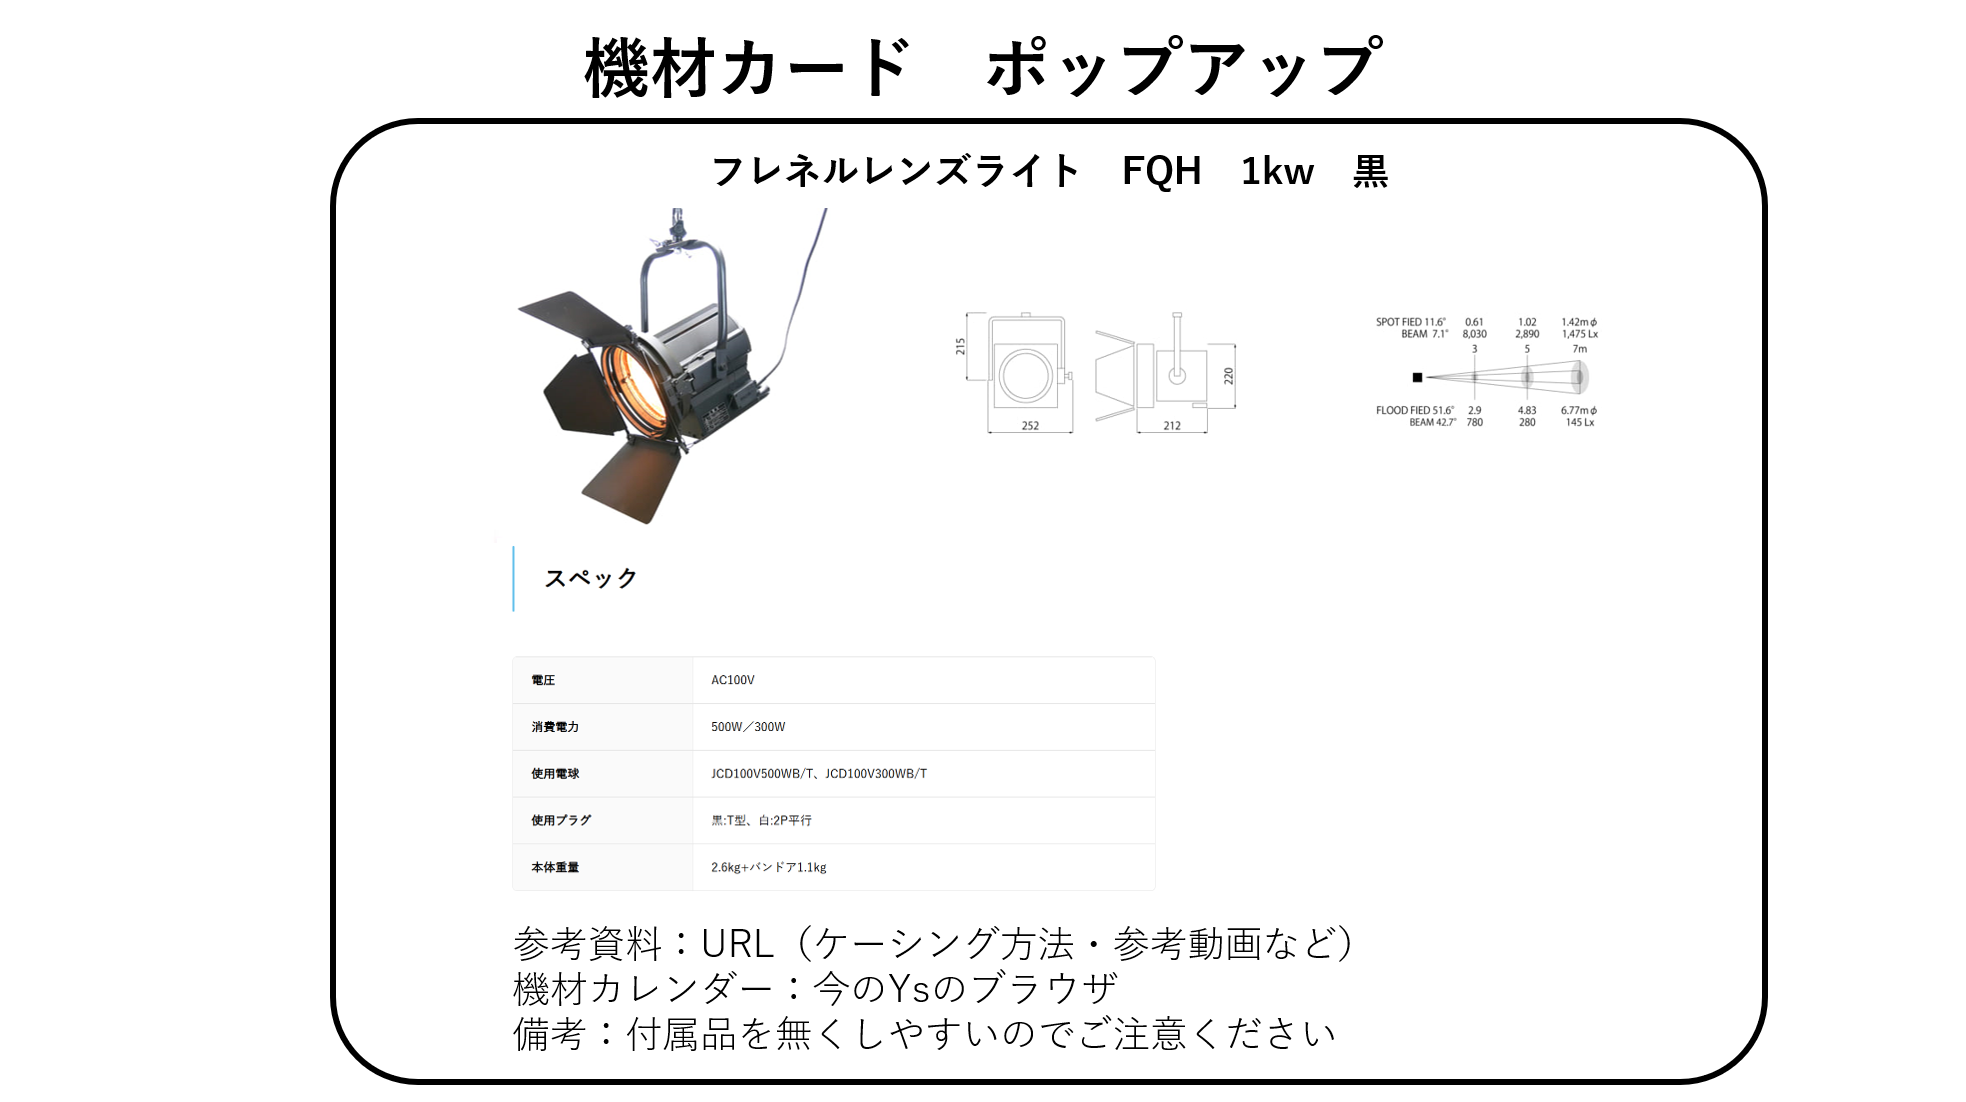 機材カード　ポップアップ
フレネルレンズライト　FQH　1kw　黒
215
252
220
212
SPOT FIED 11.6° 0.61 1.02 1.42mφ
BEAM 7.1° 8,030 2,890 1,475 Lx
3 5 7m
FLOOD FIED 51.6° 2.9 4.83 6.77mφ
BEAM 42.7° 780 280 145 Lx
スペック
電圧 AC100V
消費電力 500W／300W
使用電球 JCD100V500WB/T、JCD100V300WB/T
使用プラグ 黒:T型、白:2P平行
本体重量 2.6kg+バンドア1.1kg
参考資料：URL（ケーシング方法・参考動画など）
機材カレンダー：今のYsのブラウザ
備考：付属品を無くしやすいのでご注意ください